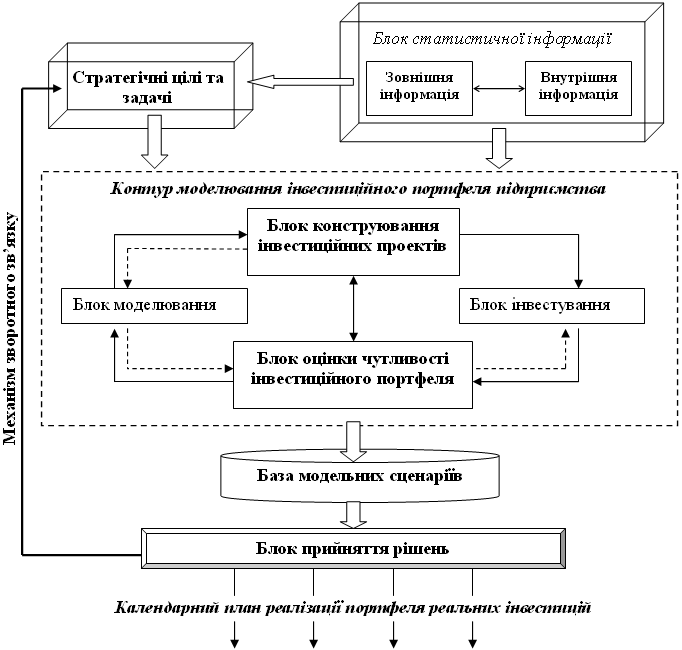 Блок статистичної інформації
Стратегічні цілі та
задачі
Зовнішня
інформація
Внутрішня
інформація
Контур моделювання інвестиційного портфеля підприємства
Блок конструювання
інвестиційних проектів
Блок моделювання
Блок інвестування
Блок оцінки чутливості
інвестиційного портфеля
Механізм зворотного зв’язку
База модельних сценаріїв
Блок прийняття рішень
Календарний план реалізації портфеля реальних інвестицій